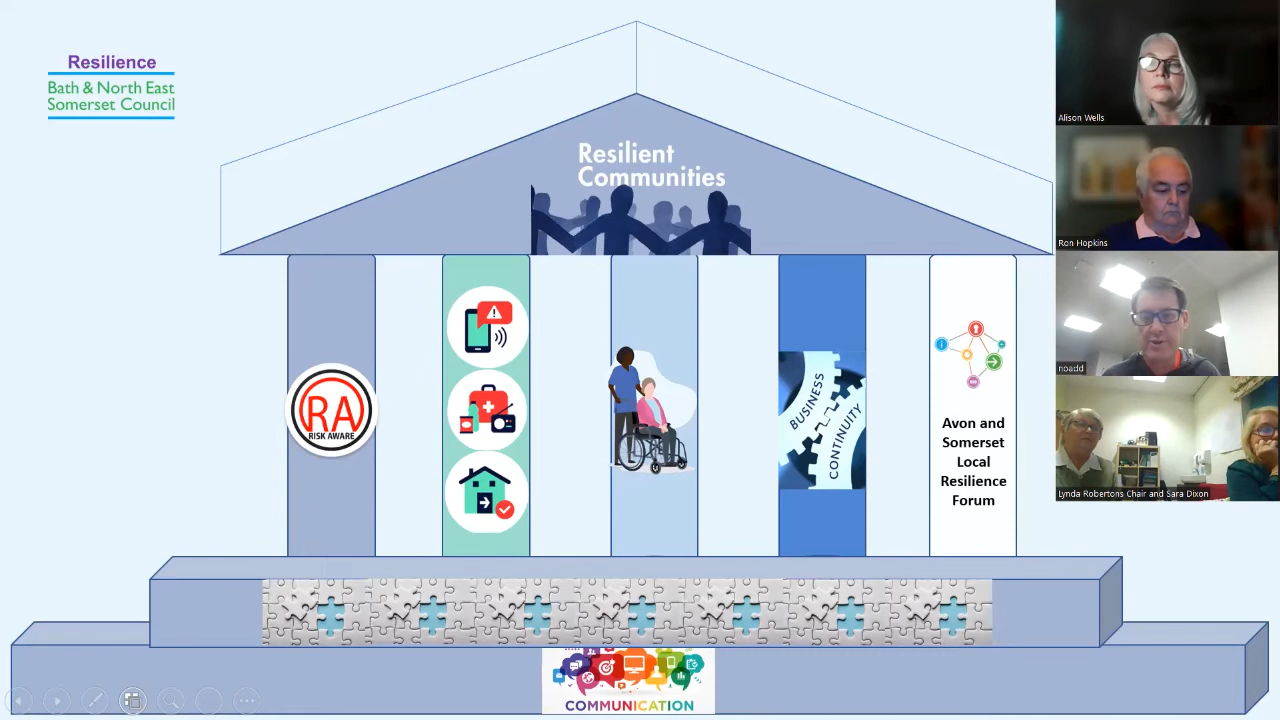 Resilience
Bath & North East
Somerset Council
Resilient
Communities
RA
RISK AWARE
BUSINESS
CONTINUITY
Avon and
Somerset
Local
Resilience
Forum
COMMUNICATION
Alison Wells
Ron Hopkins
noadd
Lynda Robertons Chair and Sara Dixon